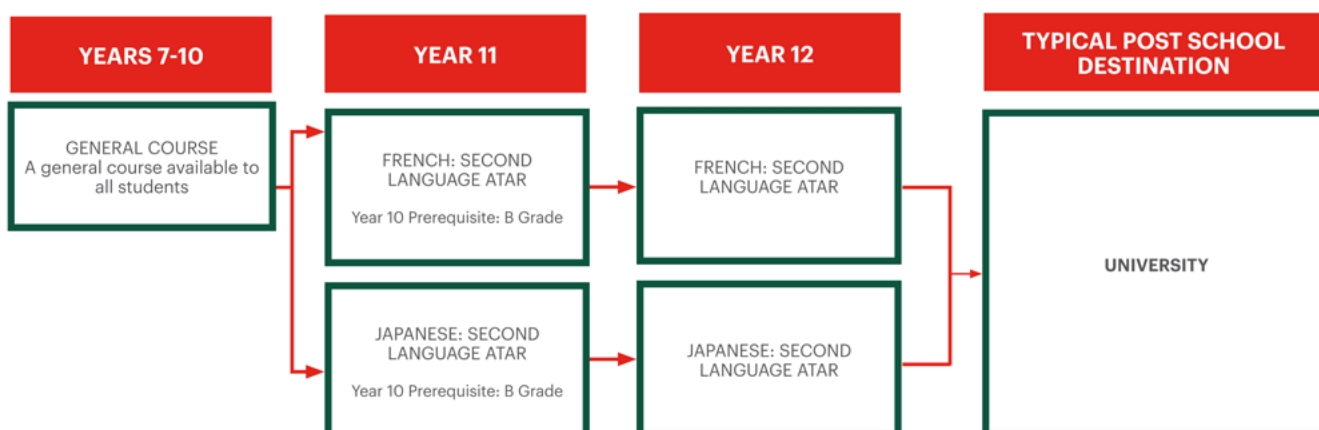 YEARS 7-10
YEAR 11
YEAR 12
TYPICAL POST SCHOOL
DESTINATION
GENERAL COURSE
A general course available to
all students
FRENCH: SECOND
LANGUAGE ATAR
Year 10 Prerequisite: B Grade
FRENCH: SECOND
LANGUAGE ATAR
UNIVERSITY
JAPANESE: SECOND
LANGUAGE ATAR
Year 10 Prerequisite: B Grade
JAPANESE: SECOND
LANGUAGE ATAR